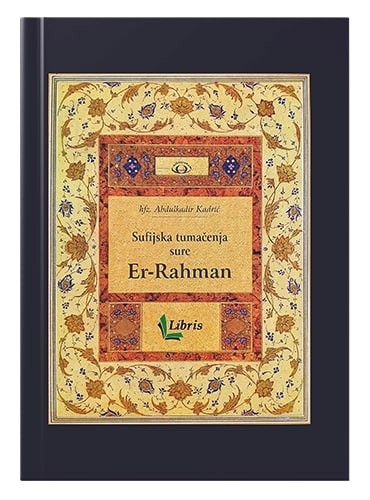 hfz. Abdulkadir Kadrić
Sufijska tumačenja
sure
Er-Rahman
Libris